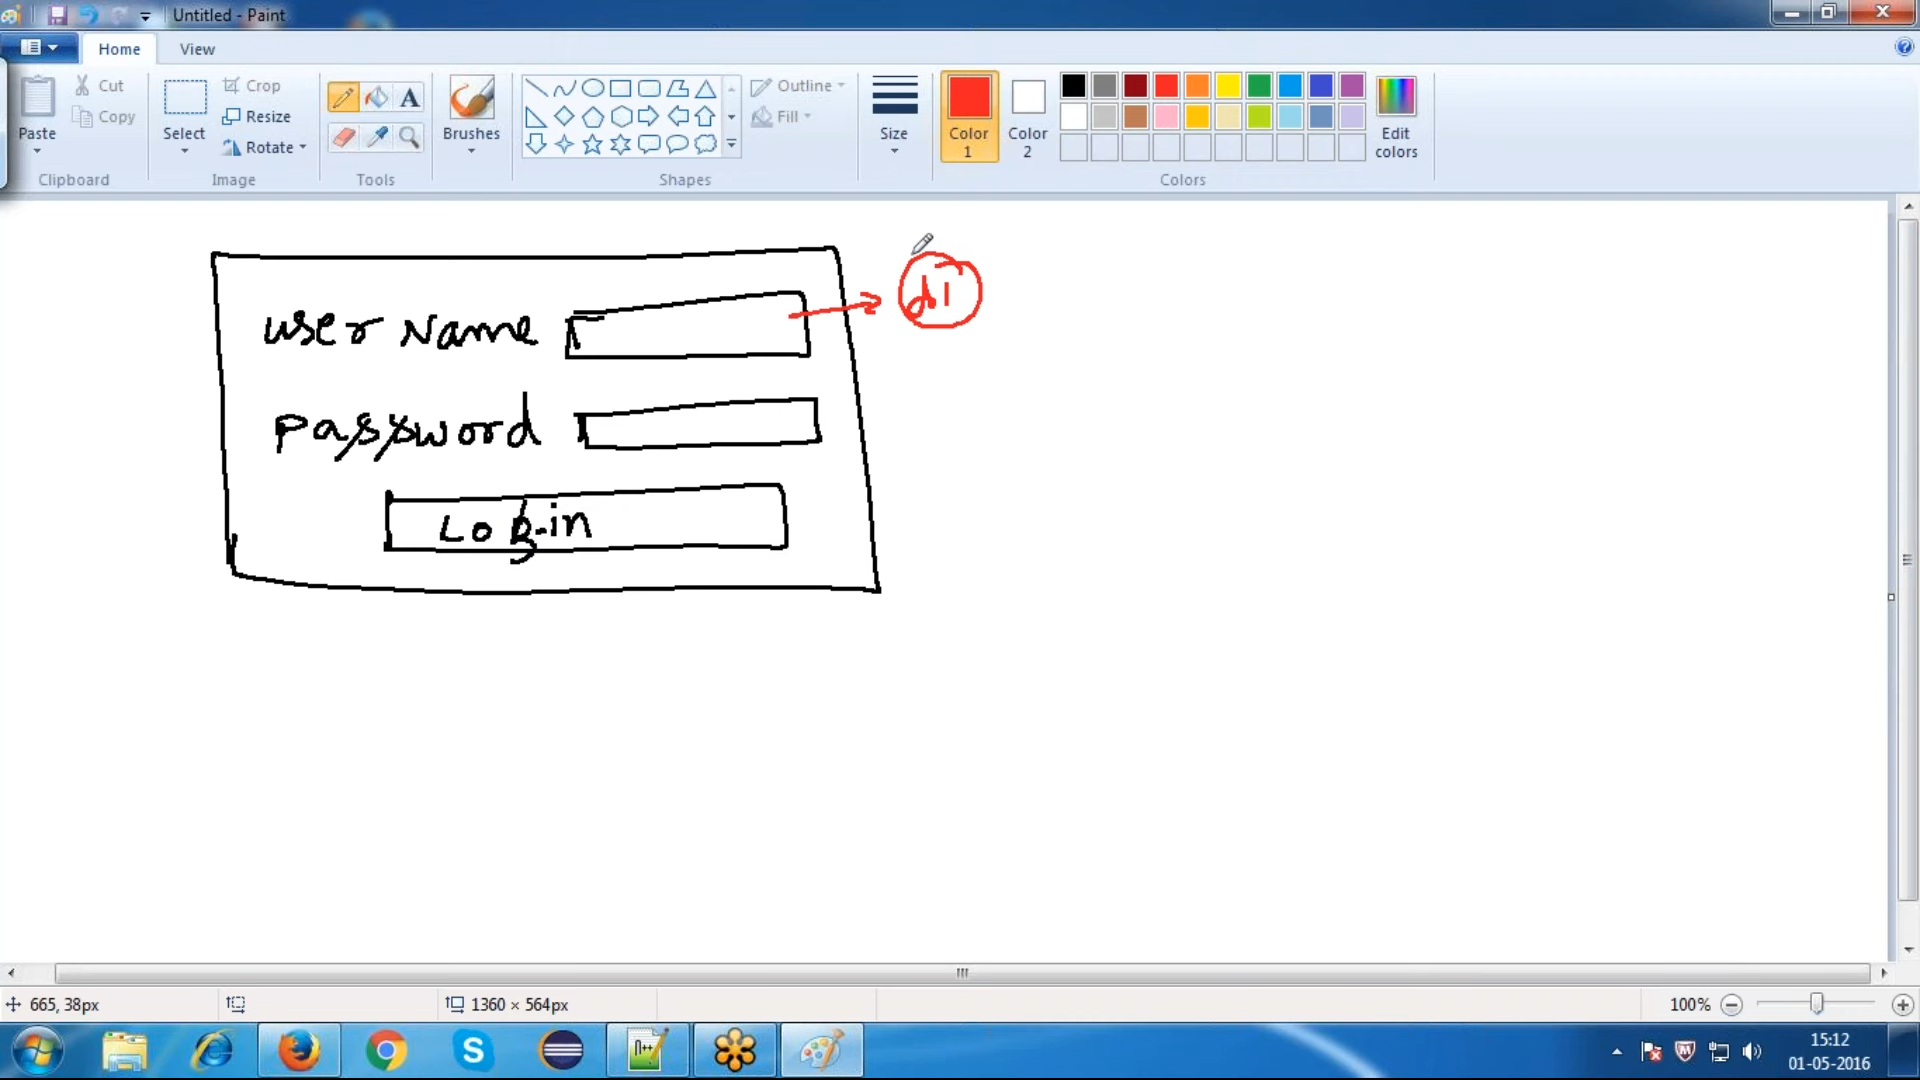 Untitled - Paint
Home View
Cut
Copy
Paste
Clipboard
Crop
Resize
Rotate
Select
Image
A
Tools
Brushes
Shapes
Outline
Fill
Size
Color 1
Color 2
Edit colors
Colors
User Name
Password
Login
665, 38px
1360 × 564px
100%
15:12
01-05-2016